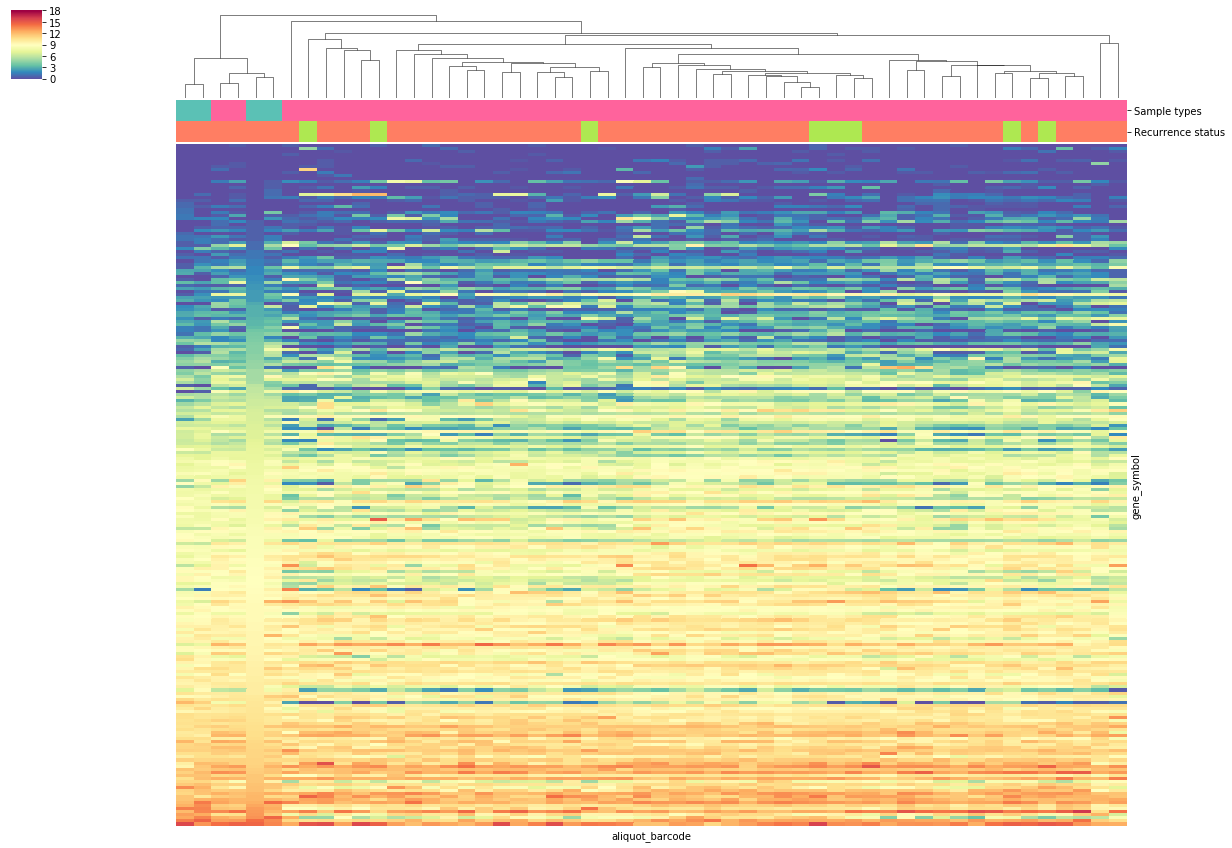 18
15
12
9
6
3
0
Sample types
Recurrence status
gene_symbol
aliquot_barcode